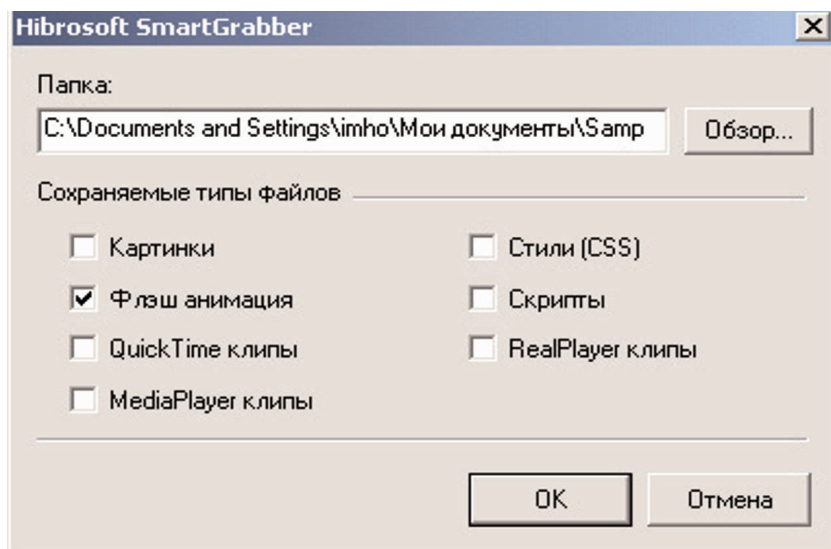 Hibrosoft SmartGrabber
Папка:
C:\Documents and Settings\imho\Мои документы\Samp
Обзор...
Сохраняемые типы файлов
Картинки
Стили (CSS)
Флэш анимация
Скрипты
QuickTime клипы
RealPlayer клипы
MediaPlayer клипы
OK
Отмена